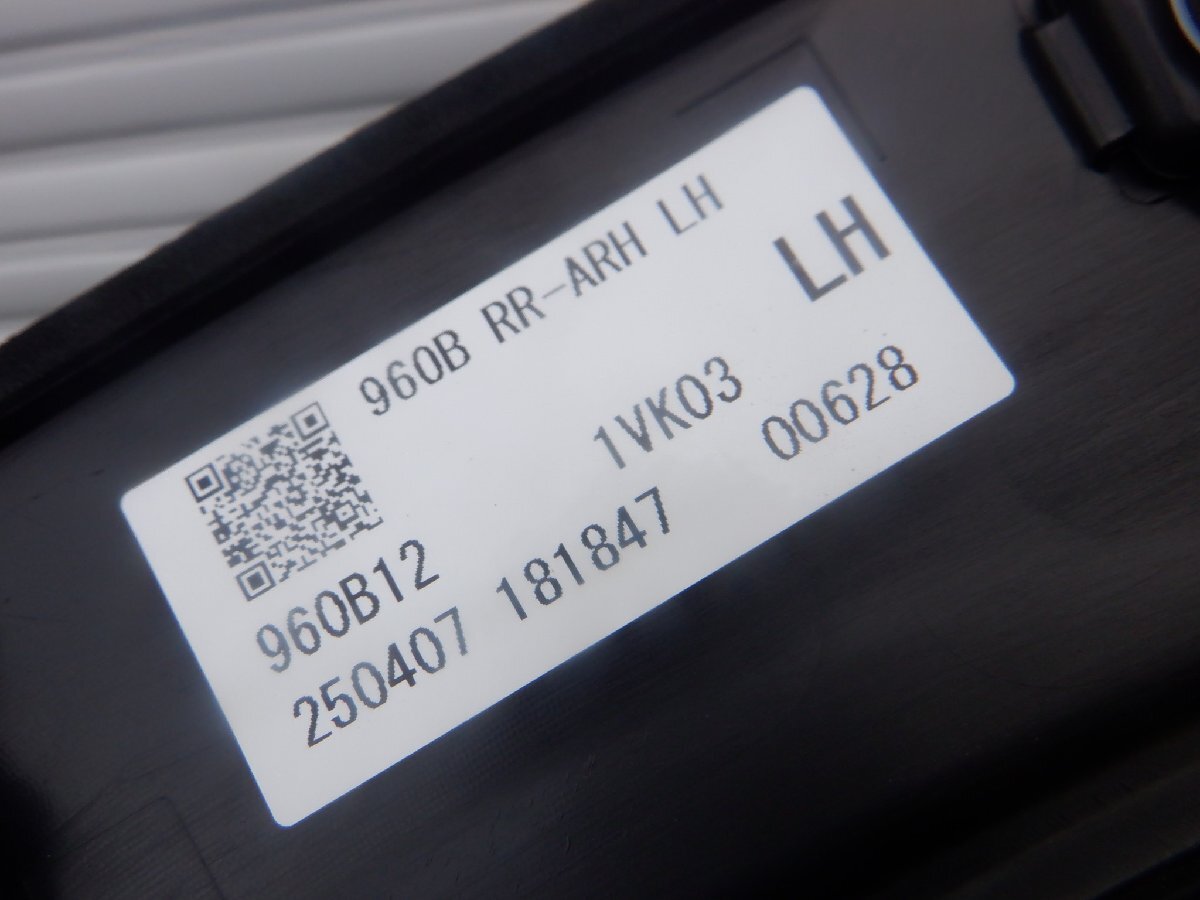 960B RR-ARH LH
LH
1VK03
960B12
00628
250407 181847